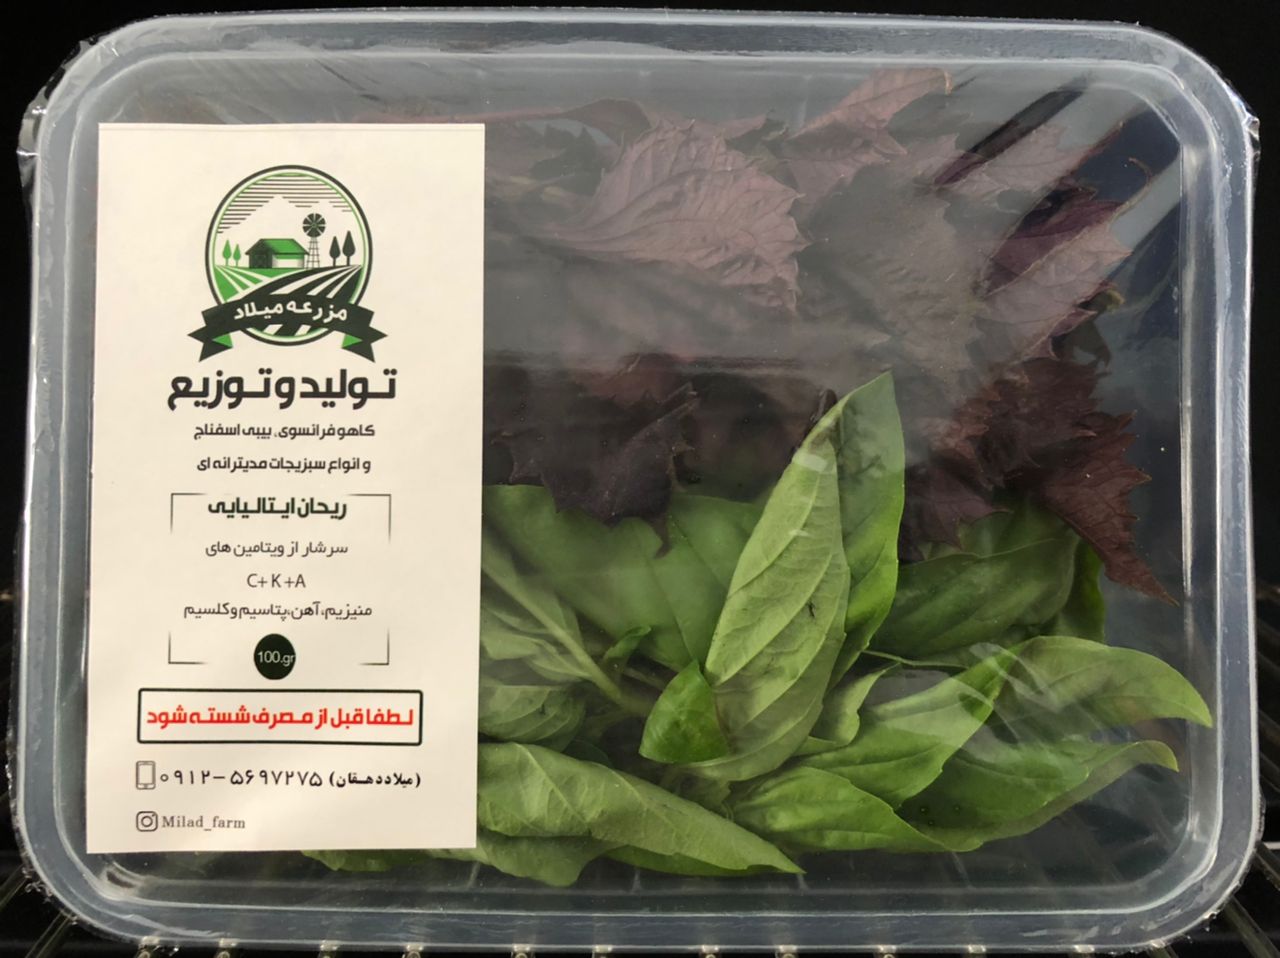 مزرعه میلاد
تولید و توزیع
کاهو فرانسوی، بیبی اسفناج
و انواع سبزیجات مدیترانه ای
ریحان ایتالیایی
سرشار از ویتامین های
C+ K +A
منیزیم، آهن، پتاسیم و کلسیم
100.gr
لطفا قبل از مصرف شسته شود
۰۹۱۲-۵۶۹۷۲۷۵ (میلاد دهقان)
Milad_farm